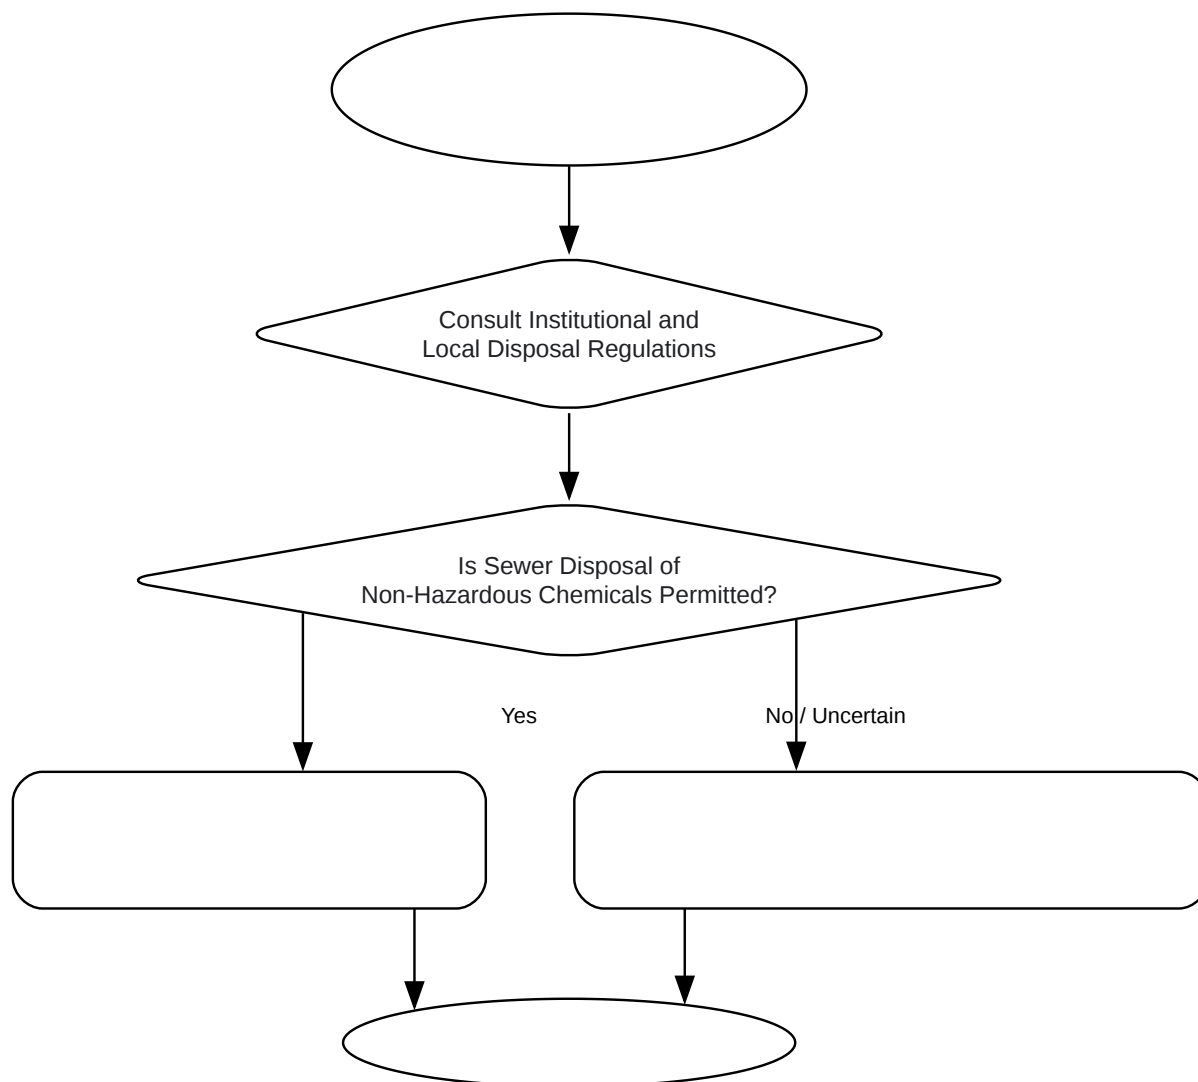 Consult Institutional and
Local Disposal Regulations
Is Sewer Disposal of
Non-Hazardous Chemicals Permitted?
Yes
No / Uncertain